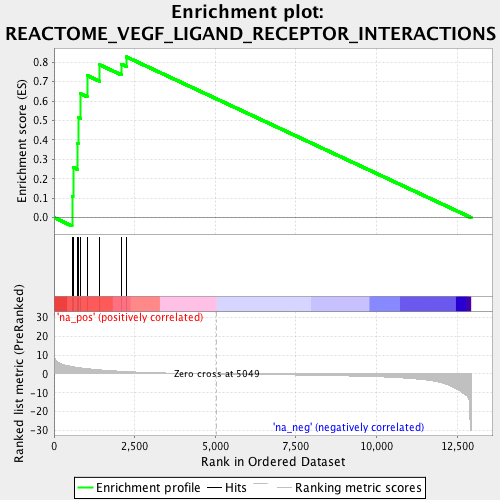 Enrichment plot:
REACTOME_VEGF_LIGAND_RECEPTOR_INTERACTIONS
Enrichment score (ES)
0.8
0.7
0.6
0.5
0.4
0.3
0.2
0.1
0.0
Ranked list metric (PreRanked)
30
20
10
0
-10
-20
-30
'na_pos' (positively correlated)
Zero cross at 5049
'na_neg' (negatively correlated)
0 2,500 5,000 7,500 10,000 12,500
Rank in Ordered Dataset
Enrichment profile Hits Ranking metric scores